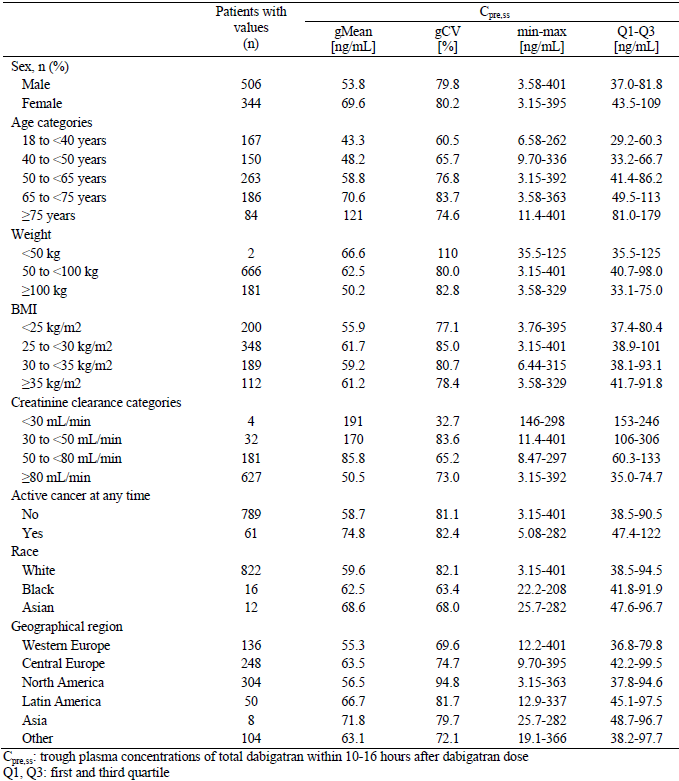 Patients with values (n) C_pre,ss
gMean [ng/mL] gCV [%] min-max [ng/mL] Q1-Q3 [ng/mL]
Sex, n (%)
Male 506 53.8 79.8 3.58-401 37.0-81.8
Female 344 69.6 80.2 3.15-395 43.5-109
Age categories
18 to <40 years 167 43.3 60.5 6.58-262 29.2-60.3
40 to <50 years 150 48.2 65.7 9.70-336 33.2-66.7
50 to <65 years 263 58.8 76.8 3.15-392 41.4-86.2
65 to <75 years 186 70.6 83.7 3.58-363 49.5-113
≥75 years 84 121 74.6 11.4-401 81.0-179
Weight
<50 kg 2 66.6 110 35.5-125 35.5-125
50 to <100 kg 666 62.5 80.0 3.15-401 40.7-98.0
≥100 kg 181 50.2 82.8 3.58-329 33.1-75.0
BMI
<25 kg/m2 200 55.9 77.1 3.76-395 37.4-80.4
25 to <30 kg/m2 348 61.7 85.0 3.15-401 38.9-101
30 to <35 kg/m2 189 59.2 80.7 6.44-315 38.1-93.1
≥35 kg/m2 112 61.2 78.4 3.58-329 41.7-91.8
Creatinine clearance categories
<30 mL/min 4 191 32.7 146-298 153-246
30 to <50 mL/min 32 170 83.6 11.4-401 106-306
50 to <80 mL/min 181 85.8 65.2 8.47-297 60.3-133
≥80 mL/min 627 50.5 73.0 3.15-392 35.0-74.7
Active cancer at any time
No 789 58.7 81.1 3.15-401 38.5-90.5
Yes 61 74.8 82.4 5.08-282 47.4-122
Race
White 822 59.6 82.1 3.15-401 38.5-94.5
Black 16 62.5 63.4 22.2-208 41.8-91.9
Asian 12 68.6 68.0 25.7-282 47.6-96.7
Geographical region
Western Europe 136 55.3 69.6 12.2-401 36.8-79.8
Central Europe 248 63.5 74.7 9.70-395 42.2-99.5
North America 304 56.5 94.8 3.15-363 37.8-94.6
Latin America 50 66.7 81.7 12.9-337 45.1-97.5
Asia 8 71.8 79.7 25.7-282 48.7-96.7
Other 104 63.1 72.1 19.1-366 38.2-97.7
C_pre,ss: trough plasma concentrations of total dabigatran within 10-16 hours after dabigatran dose
Q1, Q3: first and third quartile